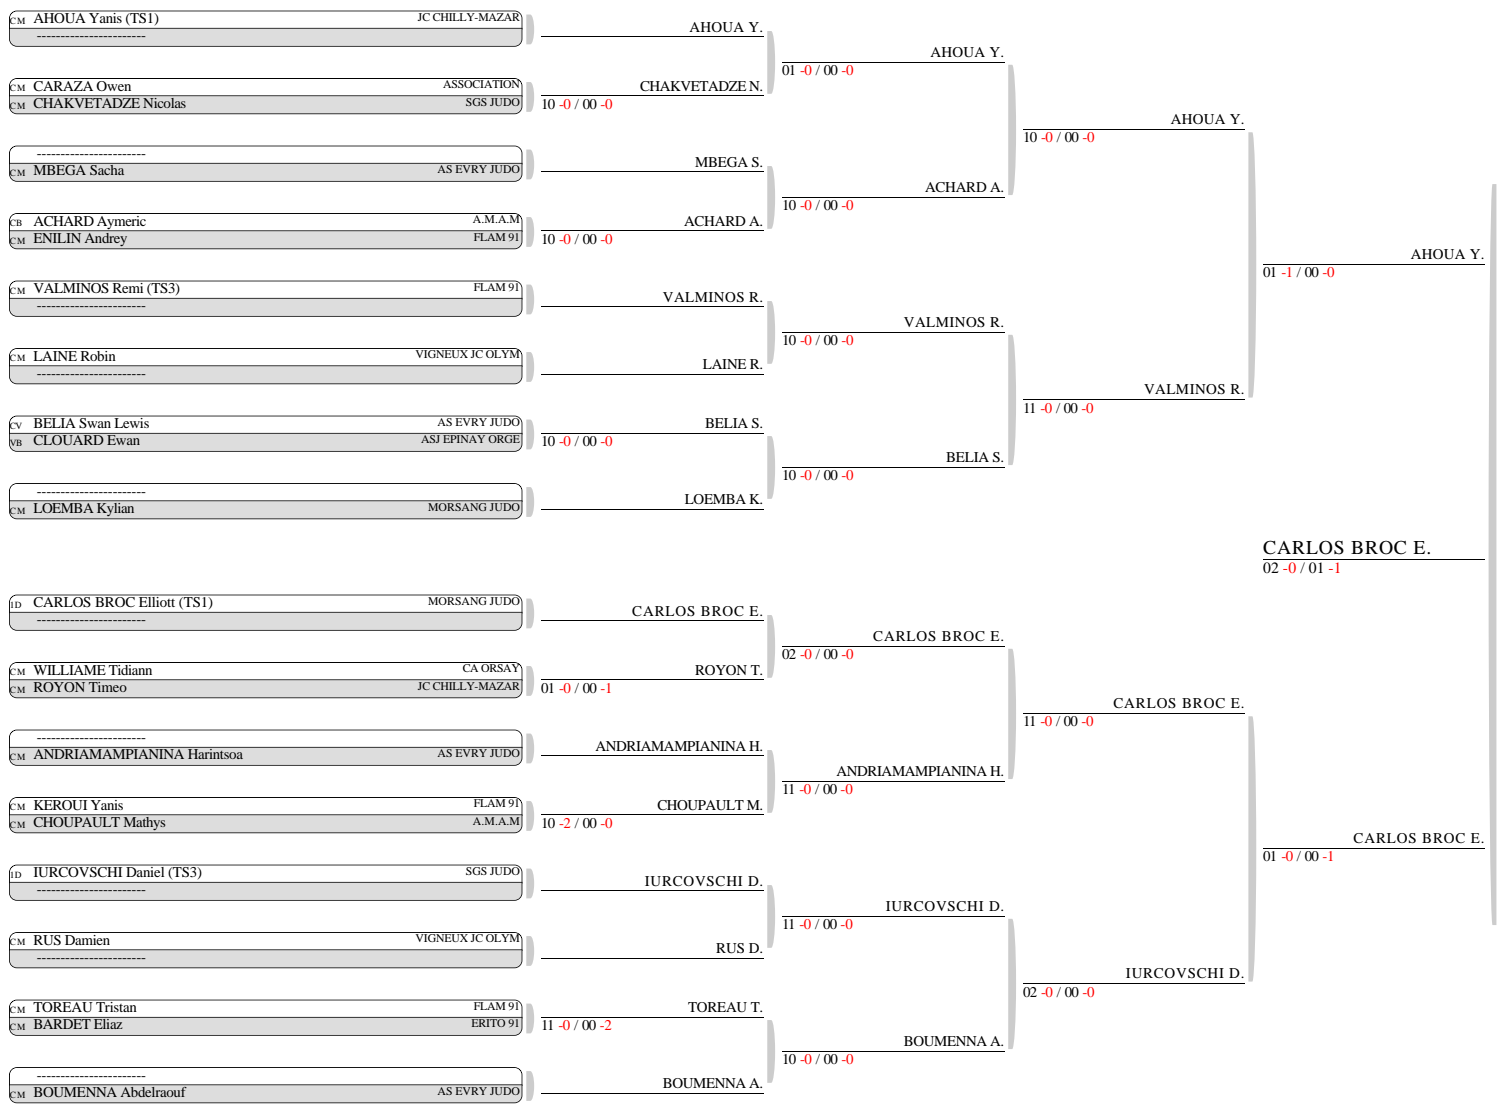 CM AHOUA Yanis (TS1) JC CHILLY-MAZAR
-----------------------
CM CARAZA Owen ASSOCIATION
CM CHAKVETADZE Nicolas SGS JUDO
-----------------------
CM MBEGA Sacha AS EVRY JUDO
CB ACHARD Aymeric A.M.A.M
CM ENILIN Andrey FLAM 91
CM VALMINOS Remi (TS3) FLAM 91
-----------------------
CM LAINE Robin VIGNEUX JC OLYM
-----------------------
CV BELIA Swan Lewis AS EVRY JUDO
VB CLOUARD Ewan ASJ EPINAY ORGE
-----------------------
CM LOEMBA Kylian MORSANG JUDO
1D CARLOS BROC Elliott (TS1) MORSANG JUDO
-----------------------
CM WILLIAME Tidiann CA ORSAY
CM ROYON Timeo JC CHILLY-MAZAR
-----------------------
CM ANDRIAMAMPIANINA Harintsoa AS EVRY JUDO
CM KEROUI Yanis FLAM 91
CM CHOUPAULT Mathys A.M.A.M
1D IURCOVSCHI Daniel (TS3) SGS JUDO
-----------------------
CM RUS Damien VIGNEUX JC OLYM
-----------------------
CM TOREAU Tristan FLAM 91
CM BARDET Eliaz ERITO 91
-----------------------
CM BOUMENNA Abdelraouf AS EVRY JUDO
AHOUA Y.
CHAKVETADZE N.
10 -0 / 00 -0
MBEGA S.
ACHARD A.
10 -0 / 00 -0
VALMINOS R.
LAINE R.
BELIA S.
10 -0 / 00 -0
LOEMBA K.
CARLOS BROC E.
ROYON T.
01 -0 / 00 -1
ANDRIAMAMPIANINA H.
CHOUPAULT M.
10 -2 / 00 -0
IURCOVSCHI D.
RUS D.
TOREAU T.
11 -0 / 00 -2
BOUMENNA A.
AHOUA Y.
01 -0 / 00 -0
ACHARD A.
10 -0 / 00 -0
VALMINOS R.
10 -0 / 00 -0
BELIA S.
10 -0 / 00 -0
CARLOS BROC E.
02 -0 / 00 -0
ANDRIAMAMPIANINA H.
11 -0 / 00 -0
IURCOVSCHI D.
11 -0 / 00 -0
BOUMENNA A.
10 -0 / 00 -0
AHOUA Y.
10 -0 / 00 -0
VALMINOS R.
11 -0 / 00 -0
CARLOS BROC E.
11 -0 / 00 -0
IURCOVSCHI D.
02 -0 / 00 -0
AHOUA Y.
01 -1 / 00 -0
CARLOS BROC E.
02 -0 / 01 -1
CARLOS BROC E.
01 -0 / 00 -1